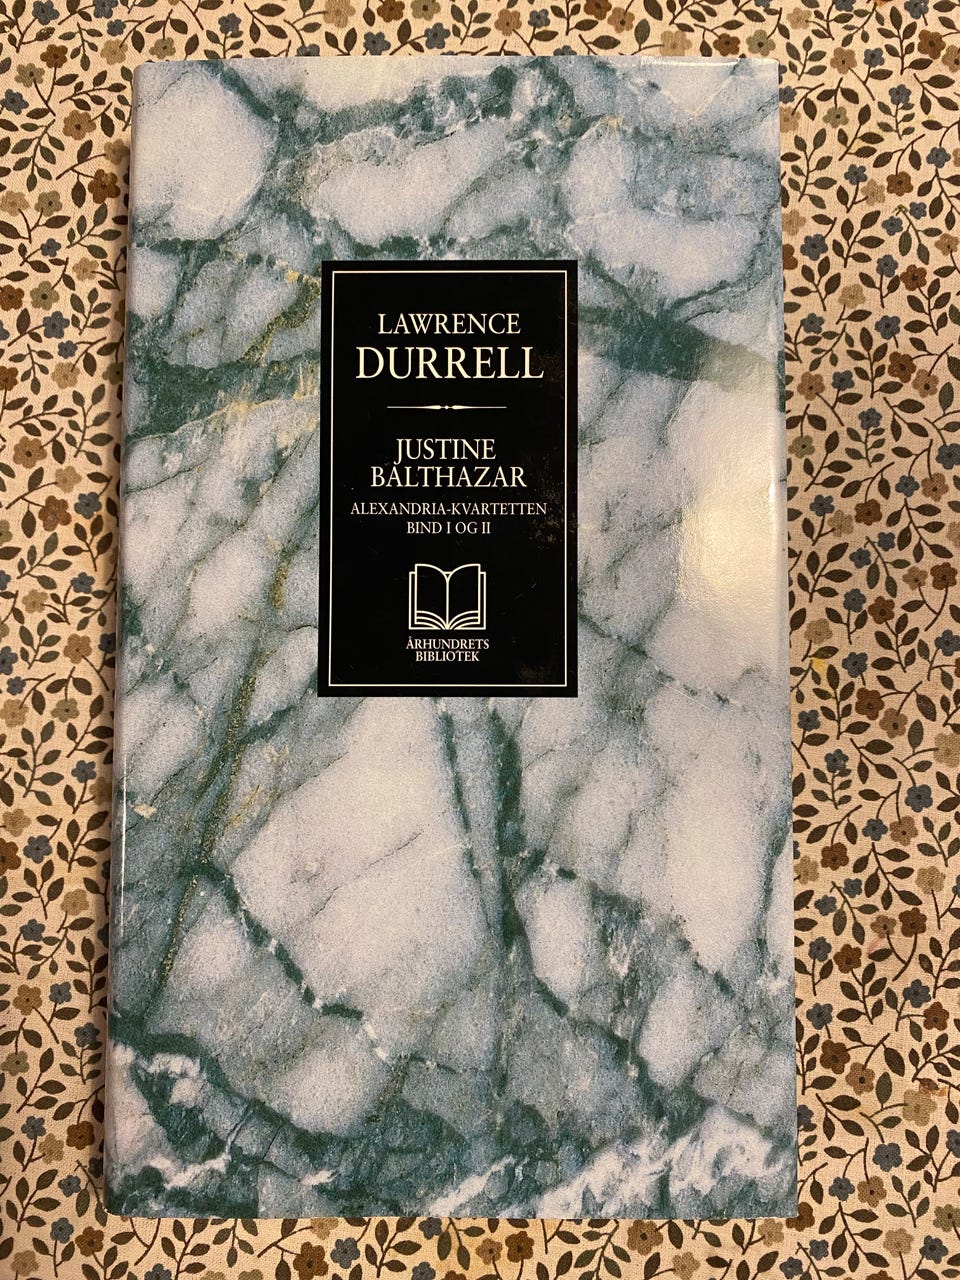 LAWRENCE
DURRELL
JUSTINE
BALTHAZAR
ALEXANDRIA-KVARTETTEN
BIND I OG II
ÅRHUNDRETS
BIBLIOTEK